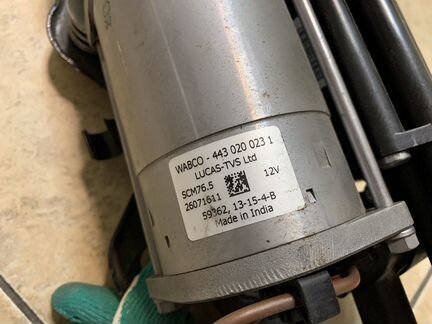 WABCO - 443 020 023 1
LUCAS-TVS Ltd
SCM76.5 12V
26071611
59362, 13-15-4-B
Made in India